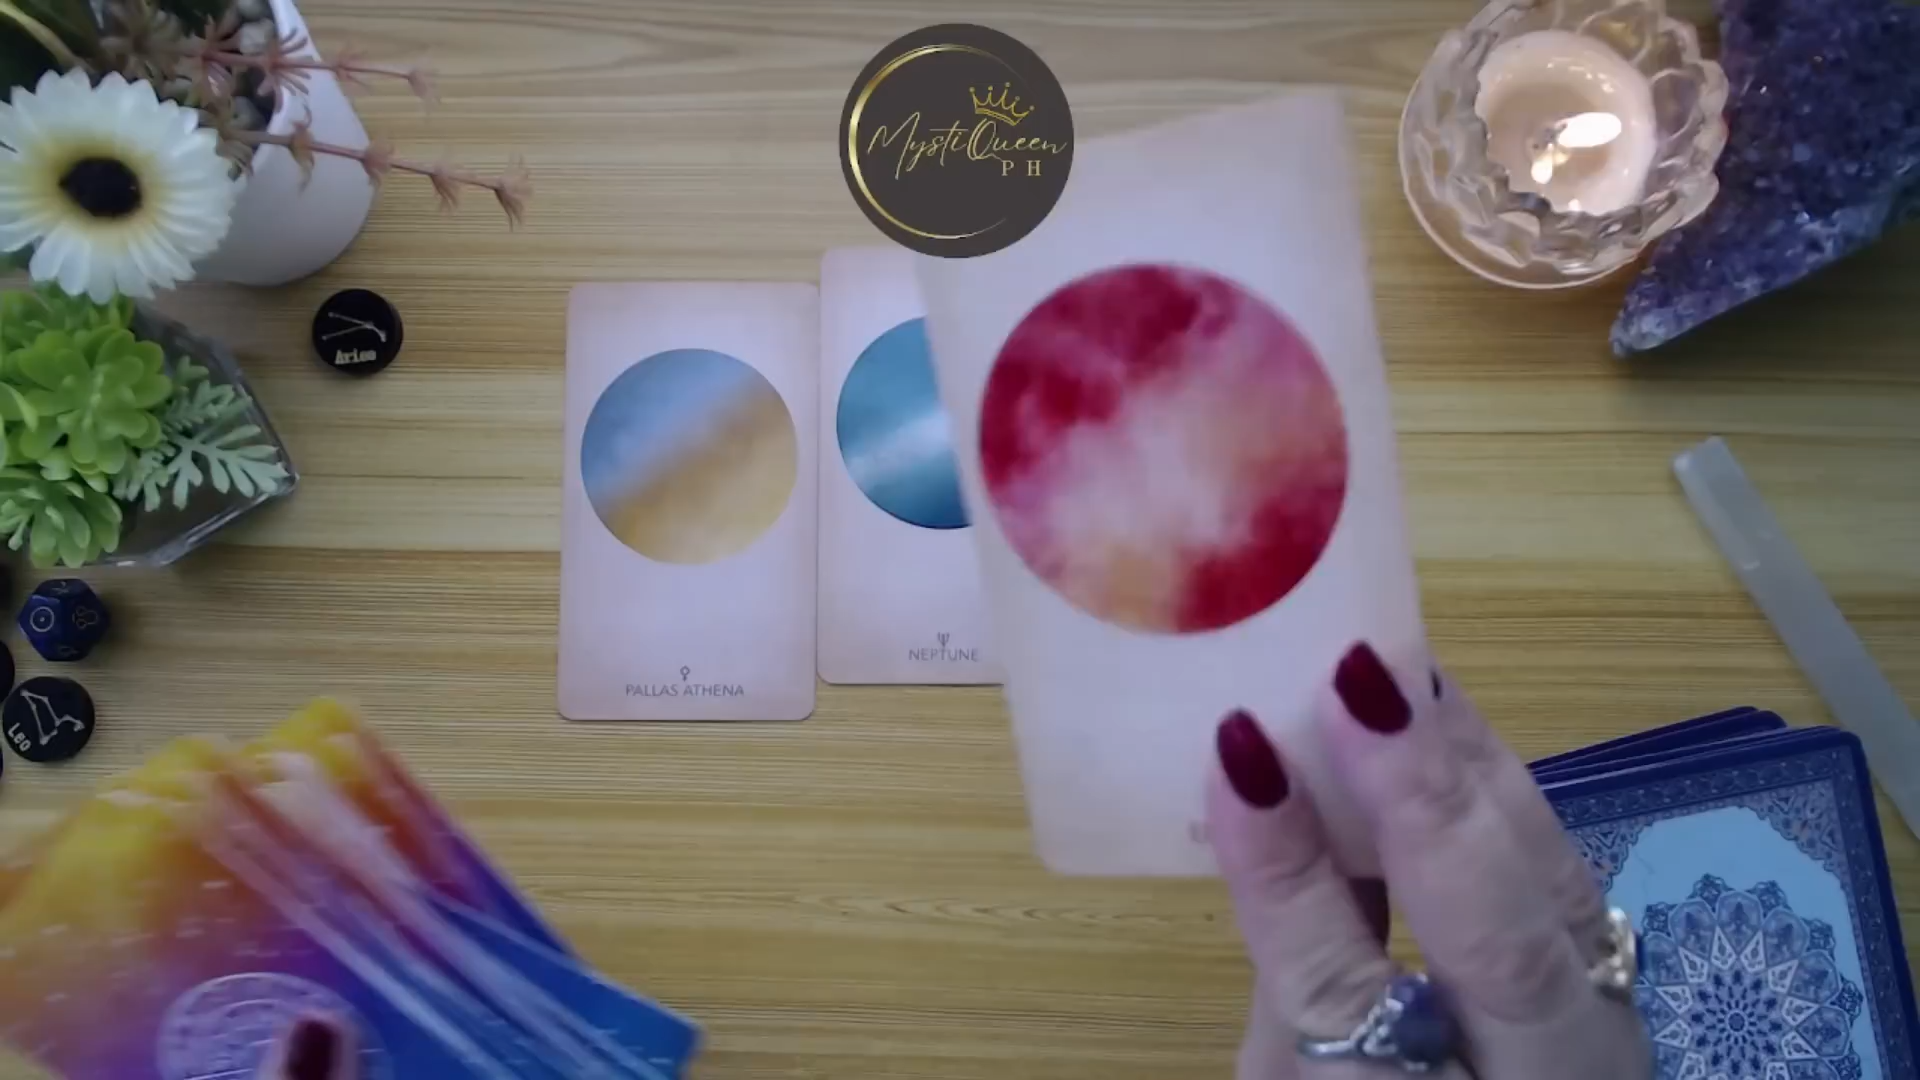 MystiQueen
PH
Aries
NEPTUNE
PALLAS ATHENA
Leo